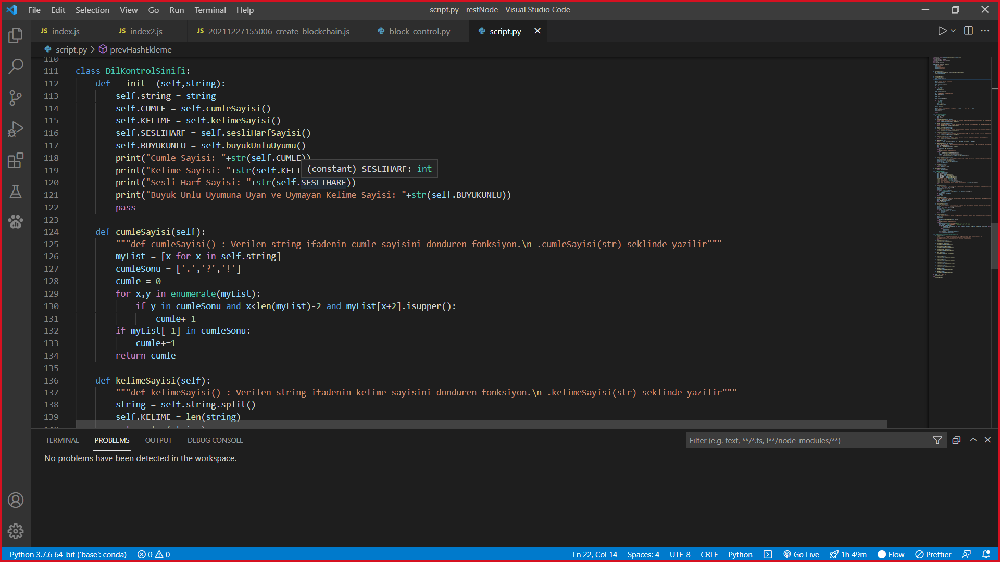 File Edit Selection View Go Run Terminal Help
script.py - restNode - Visual Studio Code
JS index.js
JS index2.js
JS 20211227155006_create_blockchain.js
block_control.py
script.py
script.py > prevHashEkleme
110
111 class DilKontrolSinifi:
112 def __init__(self,string):
113 self.string = string
114 self.CUMLE = self.cumleSayisi()
115 self.KELIME = self.kelimeSayisi()
116 self.SESLIHARF = self.sesliHarfSayisi()
117 self.BUYUKUNLU = self.buyukUnluUyumu()
118 print("Cumle Sayisi: "+str(self.CUMLE))
119 print("Kelime Sayisi: "+str(self.KELI
(constant) SESLIHARF: int
120 print("Sesli Harf Sayisi: "+str(self.SESLIHARF))
121 print("Buyuk Unlu Uyumuna Uyan ve Uymayan Kelime Sayisi: "+str(self.BUYUKUNLU))
122 pass
123
124 def cumleSayisi(self):
125 """def cumleSayisi() : Verilen string ifadenin cumle sayisini donduren fonksiyon.\n .cumleSayisi(str) seklinde yazilir"""
126 myList = [x for x in self.string]
127 cumleSonu = ['.','?','!']
128 cumle = 0
129 for x,y in enumerate(myList):
130 if y in cumleSonu and x<len(myList)-2 and myList[x+2].isupper():
131 cumle+=1
132 if myList[-1] in cumleSonu:
133 cumle+=1
134 return cumle
135
136 def kelimeSayisi(self):
137 """def kelimeSayisi() : Verilen string ifadenin kelime sayisini donduren fonksiyon.\n .kelimeSayisi(str) seklinde yazilir"""
138 string = self.string.split()
139 self.KELIME = len(string)
140 return len(string)
TERMINAL PROBLEMS OUTPUT DEBUG CONSOLE
Filter (e.g. text, **/*.ts, !**/node_modules/**)
No problems have been detected in the workspace.
Python 3.7.6 64-bit ('base': conda) 0 0
Ln 22, Col 14 Spaces: 4 UTF-8 CRLF Python Go Live 1h 49m Flow Prettier